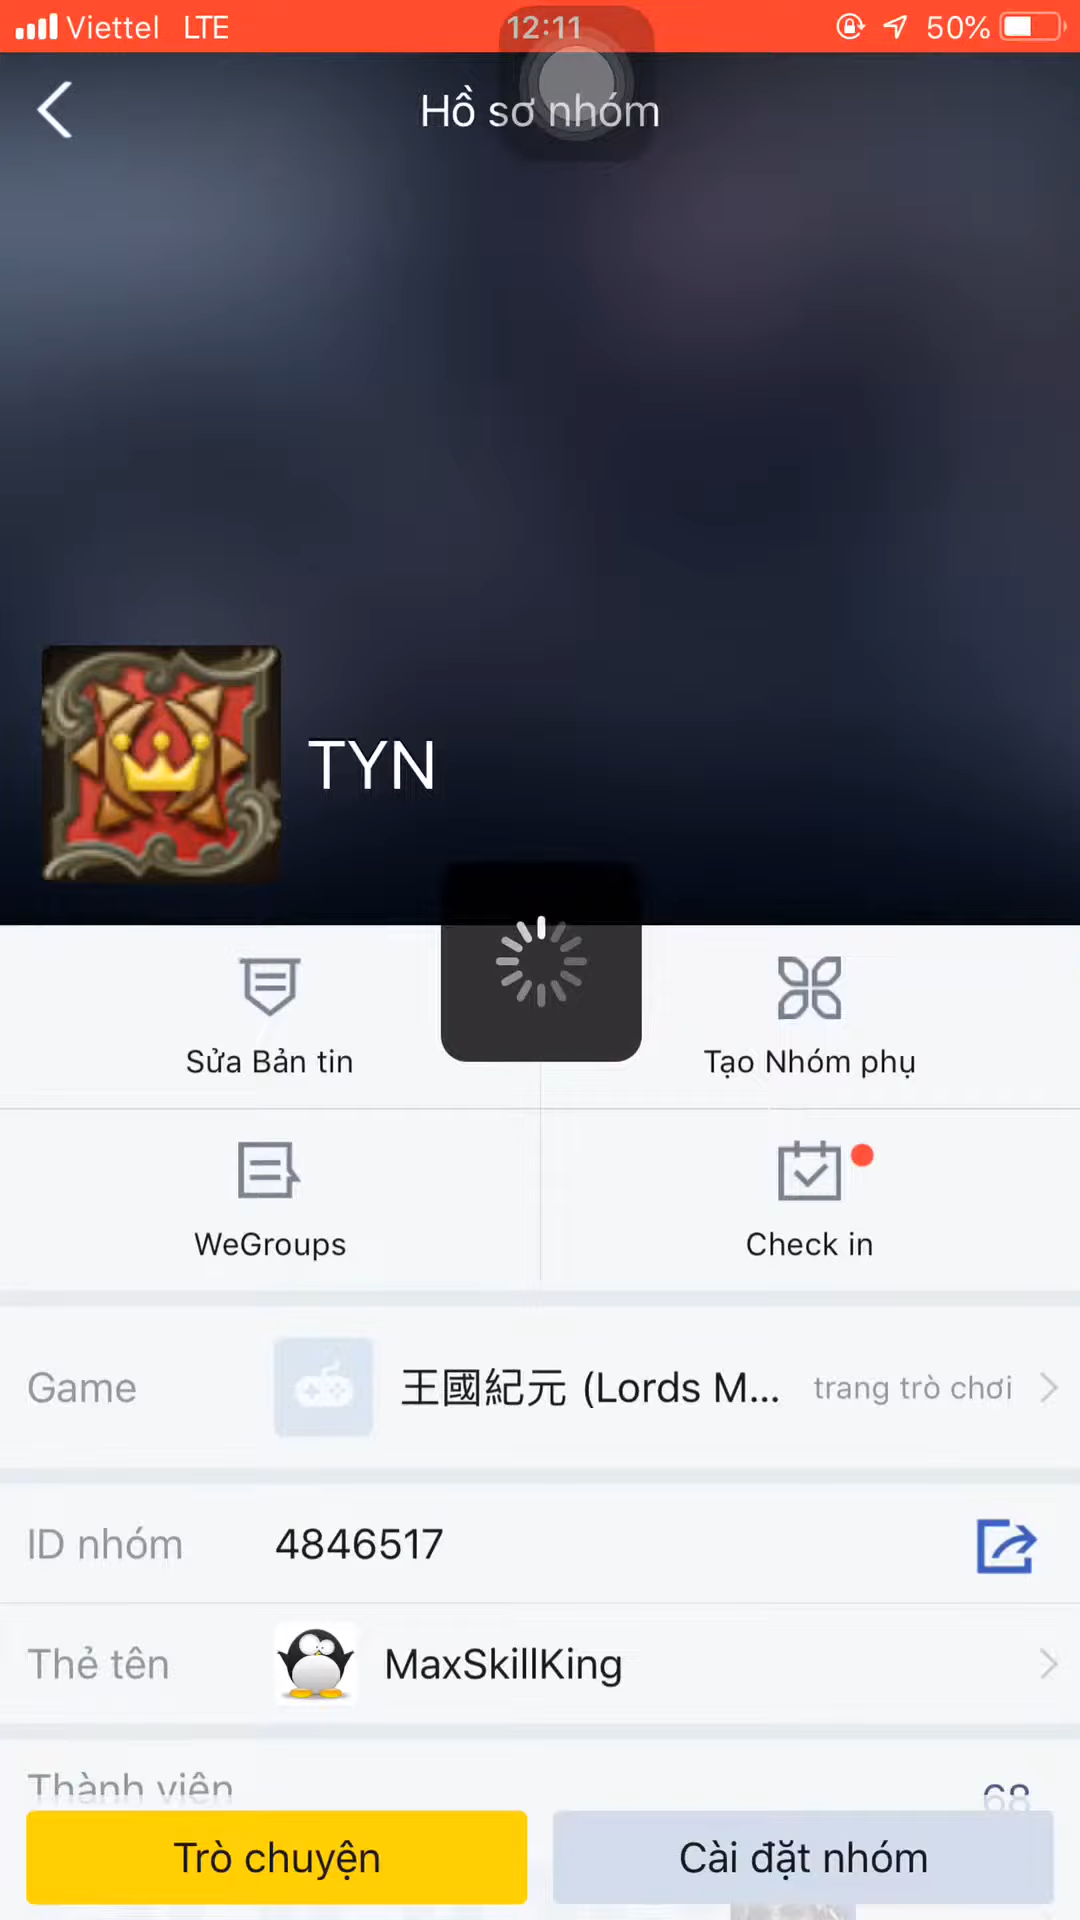 Viettel LTE 12:11 50%
Hồ sơ nhóm
TYN
Sửa Bản tin
Tạo Nhóm phụ
WeGroups
Check in
Game 王國紀元 (Lords M... trang trò chơi
ID nhóm 4846517
Thẻ tên MaxSkillKing
Thành viên 68
Trò chuyện
Cài đặt nhóm